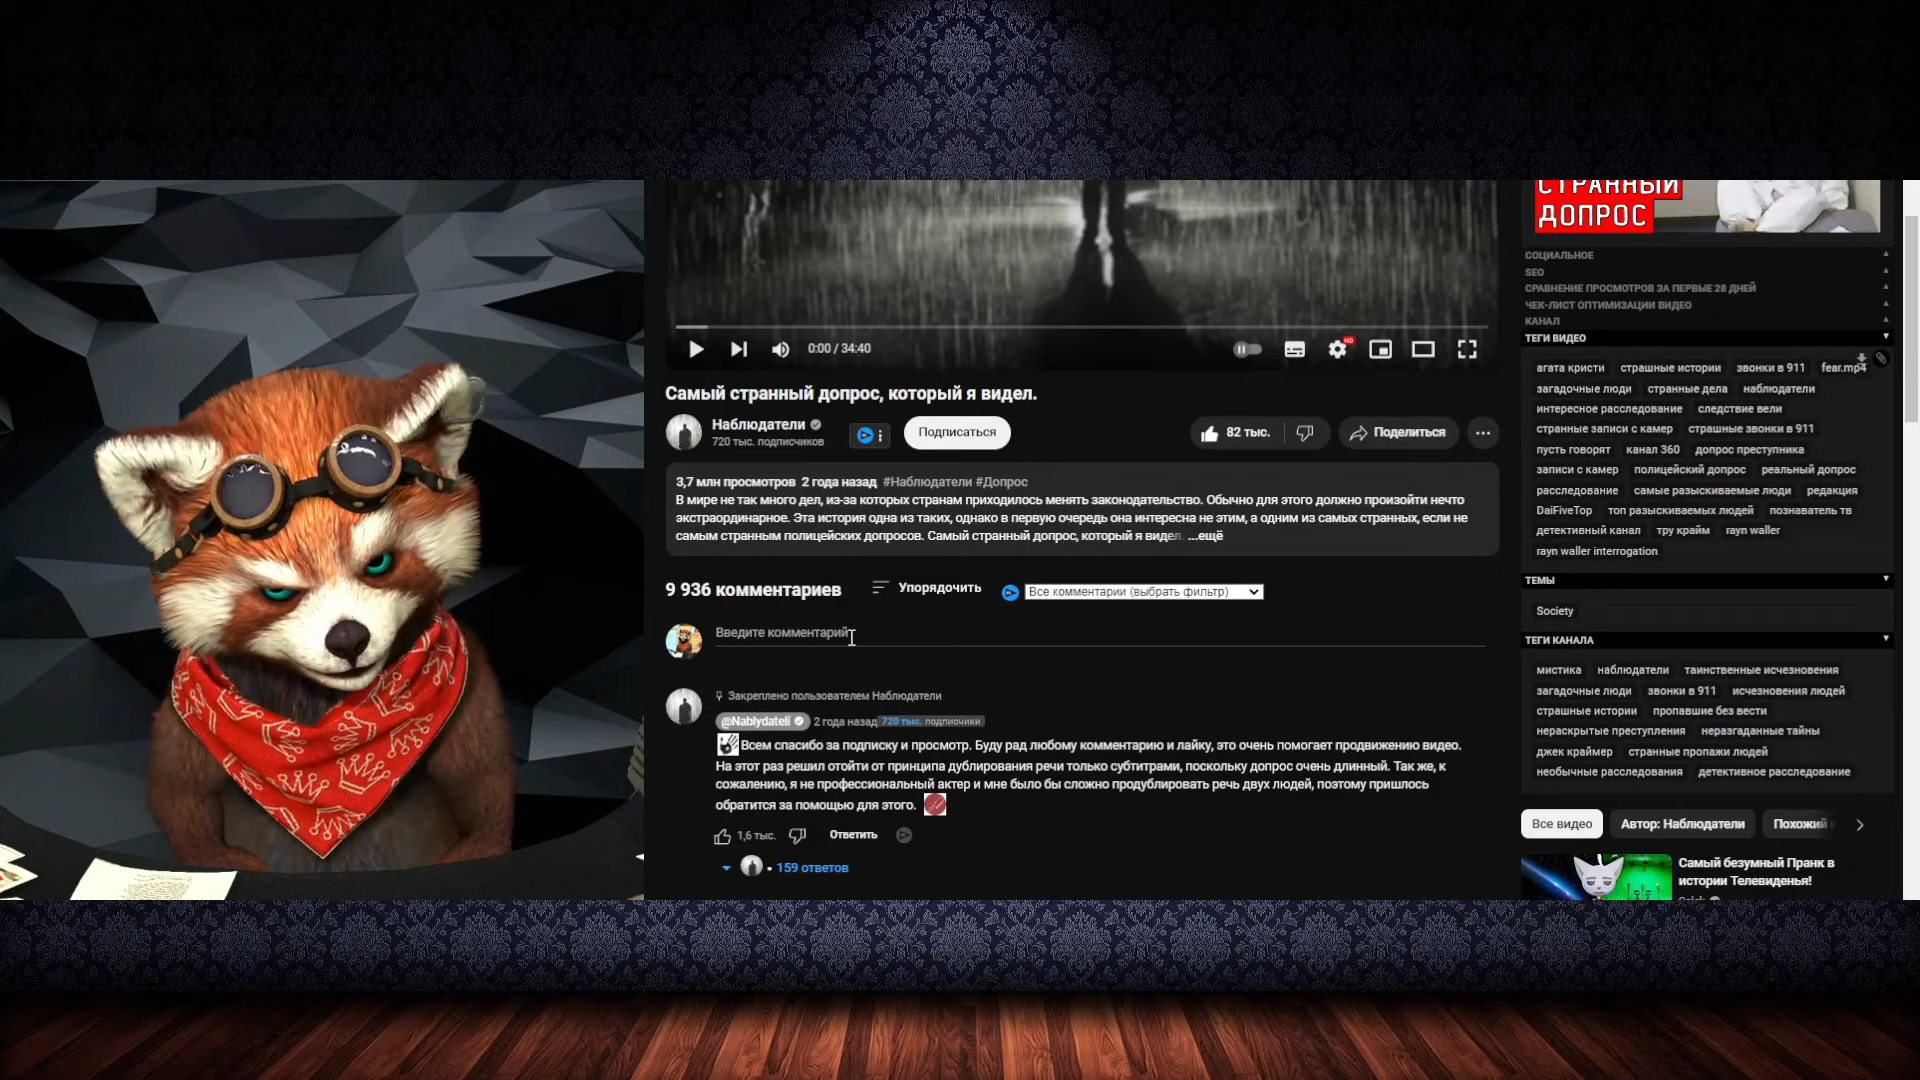 СТРАННЫЙ
ДОПРОС
0:00 / 34:40
HD
Самый странный допрос, который я видел.
Наблюдатели
720 тыс. подписчиков
Подписаться
82 тыс.
Поделиться
3,7 млн просмотров 2 года назад #Наблюдатели #Допрос
В мире не так много дел, из-за которых странам приходилось менять законодательство. Обычно для этого должно произойти нечто
экстраординарное. Эта история одна из таких, однако в первую очередь она интересна не этим, а одним из самых странных, если не
самым странным полицейских допросов. Самый странный допрос, который я видел. ...ещё
9 936 комментариев
Упорядочить
Все комментарии (выбрать фильтр)
Введите комментарий
Закреплено пользователем Наблюдатели
@Nablydateli 2 года назад 720 тыс. подписчики
Всем спасибо за подписку и просмотр. Буду рад любому комментарию и лайку, это очень помогает продвижению видео.
На этот раз решил отойти от принципа дублирования речи только субтитрами, поскольку допрос очень длинный. Так же, к
сожалению, я не профессиональный актер и мне было бы сложно продублировать речь двух людей, поэтому пришлось
обратится за помощью для этого.
1,6 тыс.
Ответить
159 ответов
СОЦИАЛЬНОЕ
SEO
СРАВНЕНИЕ ПРОСМОТРОВ ЗА ПЕРВЫЕ 28 ДНЕЙ
ЧЕК-ЛИСТ ОПТИМИЗАЦИИ ВИДЕО
КАНАЛ
ТЕГИ ВИДЕО
агата кристи страшные истории звонки в 911 fear.mp4
загадочные люди странные дела наблюдатели
интересное расследование следствие вели
странные записи с камер страшные звонки в 911
пусть говорят канал 360 допрос преступника
записи с камер полицейский допрос реальный допрос
расследование самые разыскиваемые люди редакция
DaiFiveTop топ разыскиваемых людей познаватель тв
детективный канал тру крайм rayn waller
rayn waller interrogation
ТЕМЫ
Society
ТЕГИ КАНАЛА
мистика наблюдатели таинственные исчезновения
загадочные люди звонки в 911 исчезновения людей
страшные истории пропавшие без вести
нераскрытые преступления неразгаданные тайны
джек краймер странные пропажи людей
необычные расследования детективное расследование
Все видео
Автор: Наблюдатели
Похожий
Самый безумный Пранк в
истории Телевиденья!